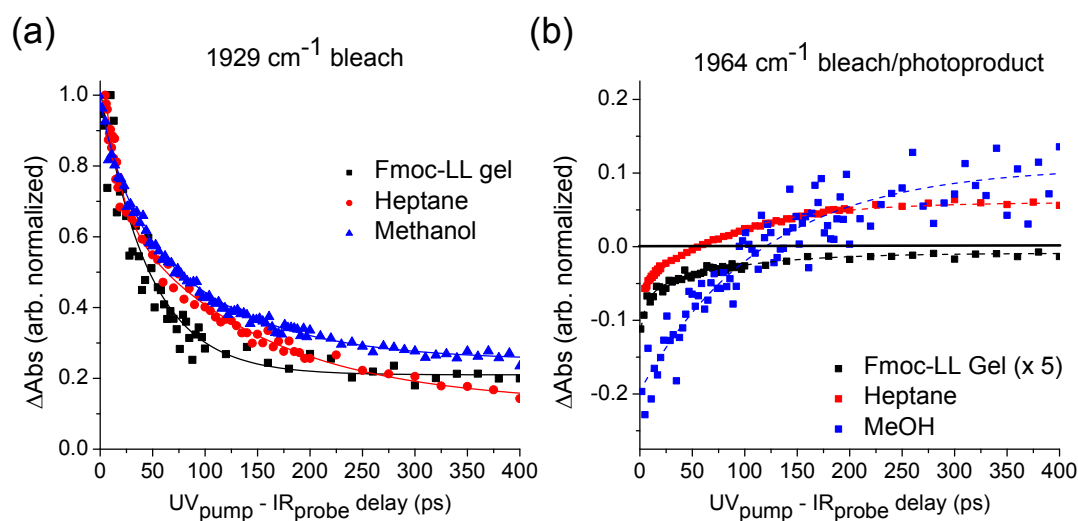 (a)
1929 cm⁻¹ bleach
1.0
0.8
0.6
0.4
0.2
0.0
ΔAbs (arb. normalized)
Fmoc-LL gel
Heptane
Methanol
0 50 100 150 200 250 300 350 400
UVpump - IRprobe delay (ps)
(b)
1964 cm⁻¹ bleach/photoproduct
0.2
0.1
0.0
-0.1
-0.2
ΔAbs (arb. normalized)
Fmoc-LL Gel (x 5)
Heptane
MeOH
0 50 100 150 200 250 300 350 400
UVpump - IRprobe delay (ps)